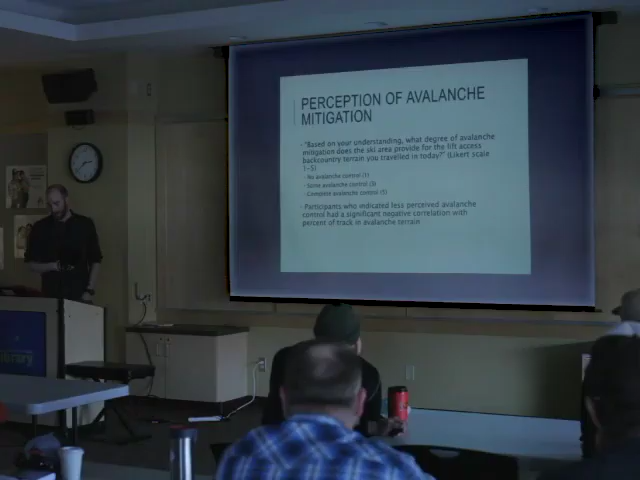 PERCEPTION OF AVALANCHE
MITIGATION
- "Based on your understanding, what degree of avalanche
mitigation does the ski area provide for the lift access
backcountry terrain you travelled in today?" (Likert scale
1-5)
- No avalanche control (1)
- Some avalanche control (3)
- Complete avalanche control (5)
- Participants who indicated less perceived avalanche
control had a significant negative correlation with
percent of track in avalanche terrain